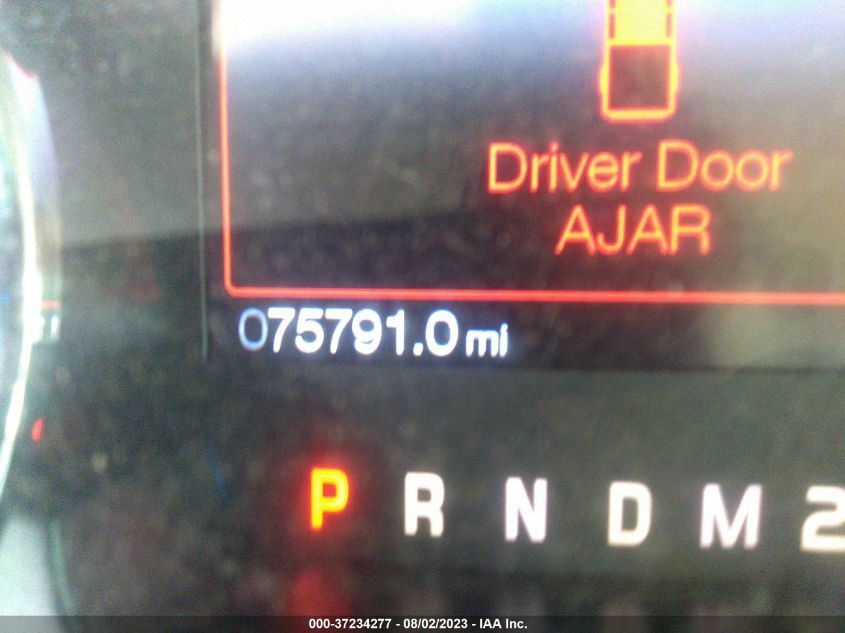 Driver Door
AJAR
075791.0 mi
P R N D M 2
000-37234277 - 08/02/2023 - IAA Inc.